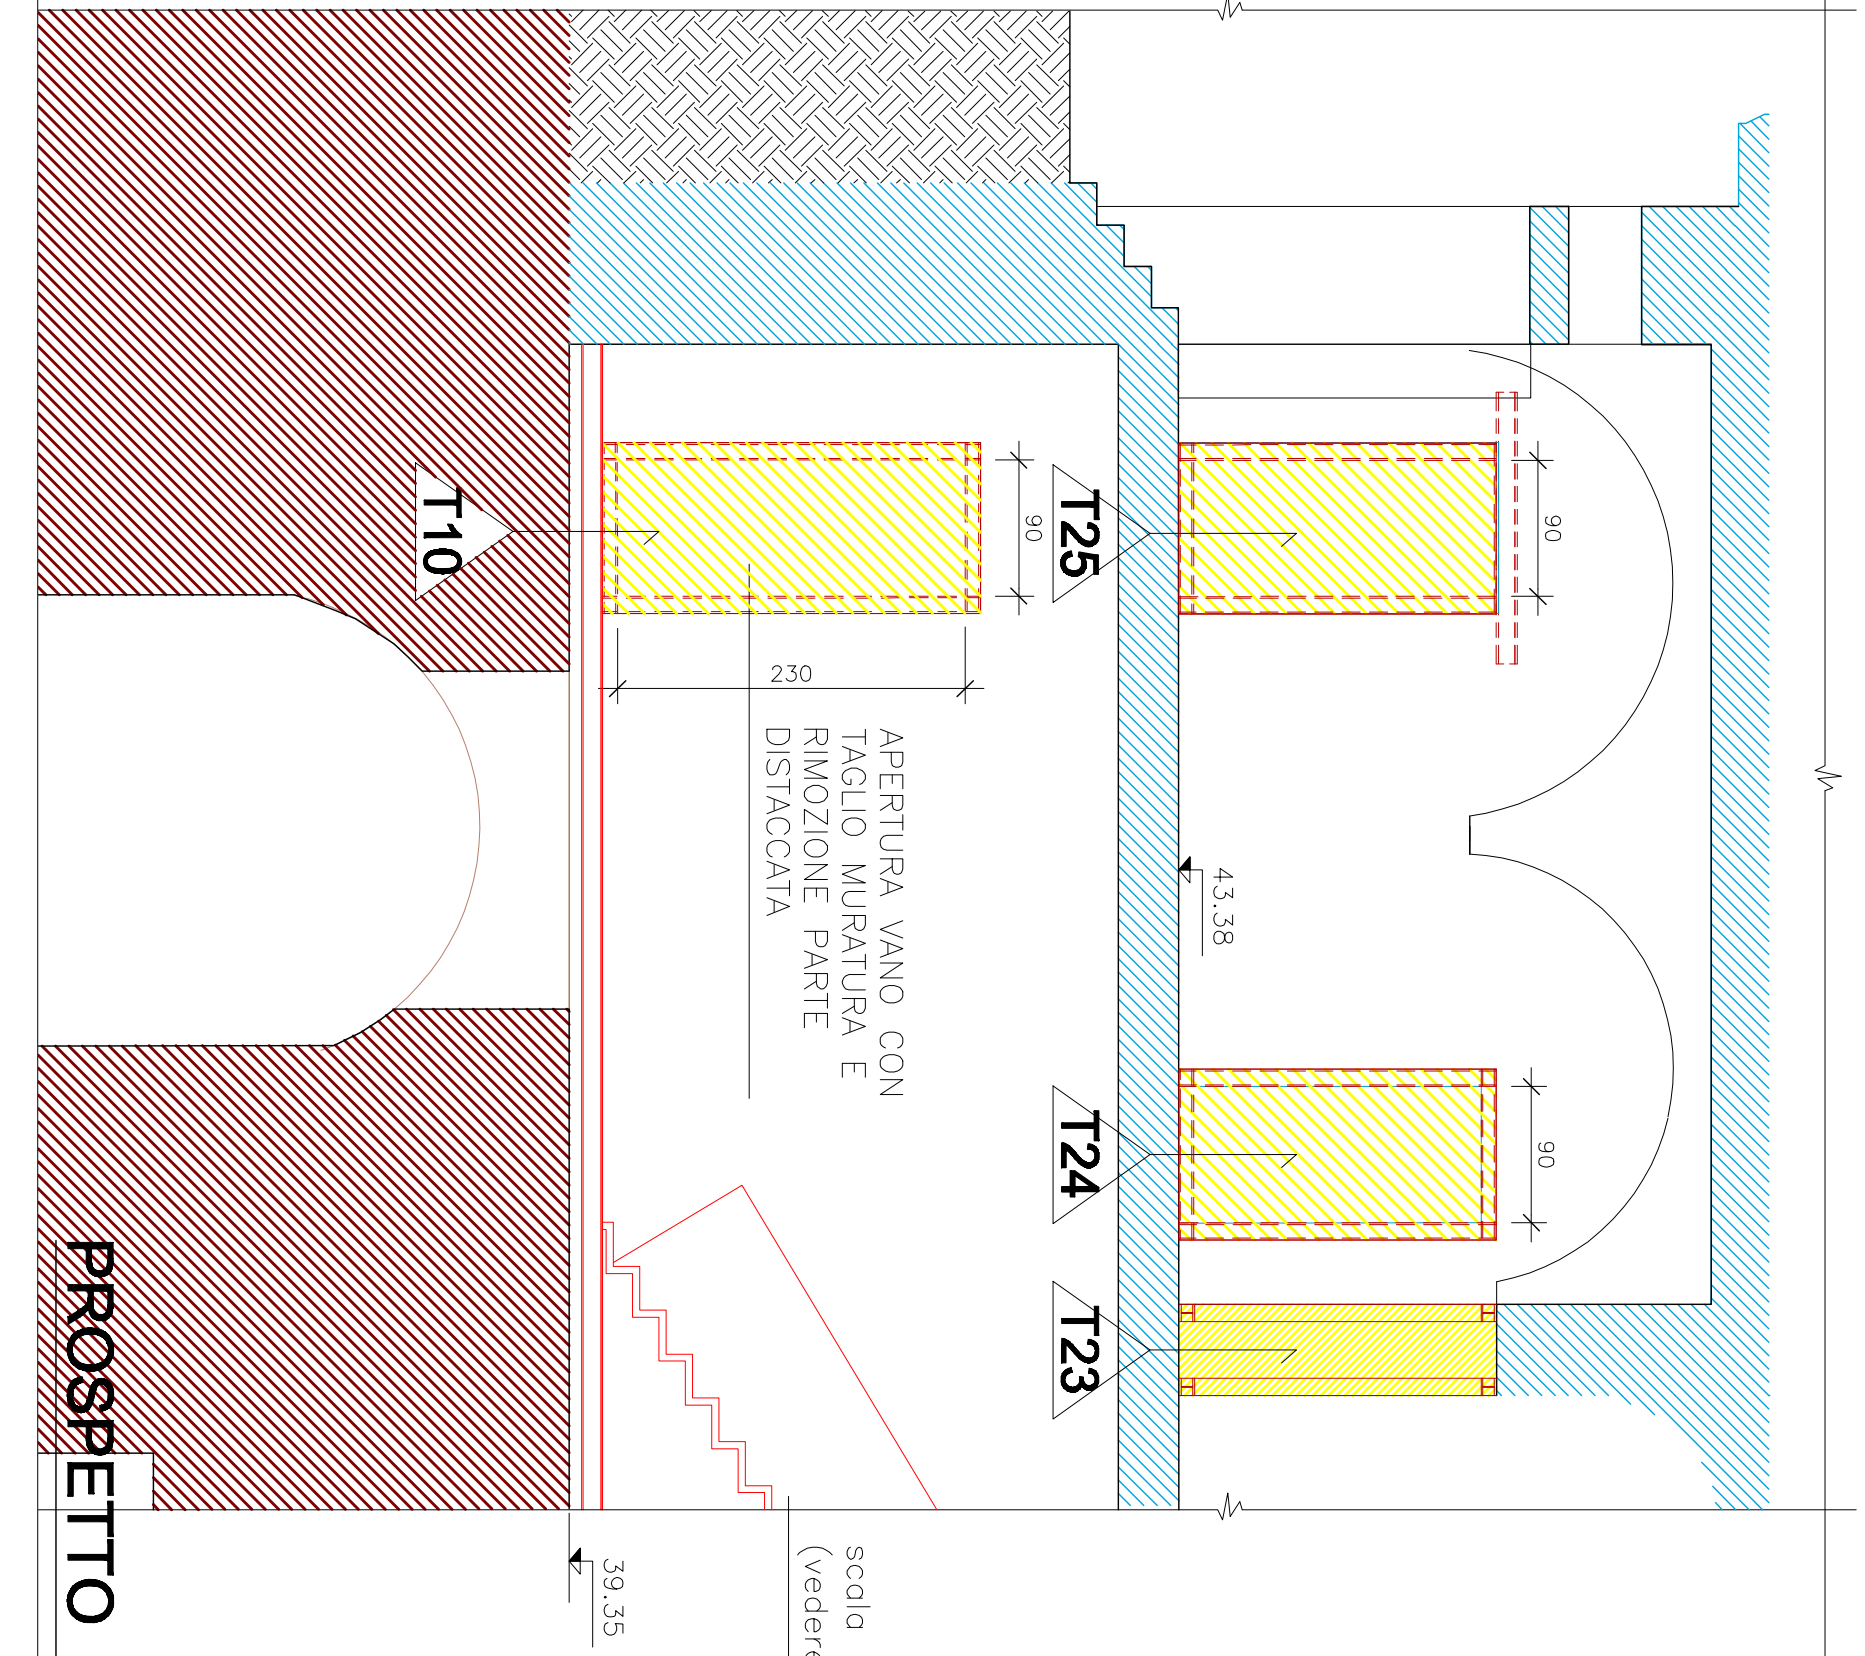 90
90
T25
T24
T23
43.38
90
T10
230
APERTURA VANO CON
TAGLIO MURATURA E
RIMOZIONE PARTE
DISTACCATA
scala
(vedere
39.35
PROSPETTO